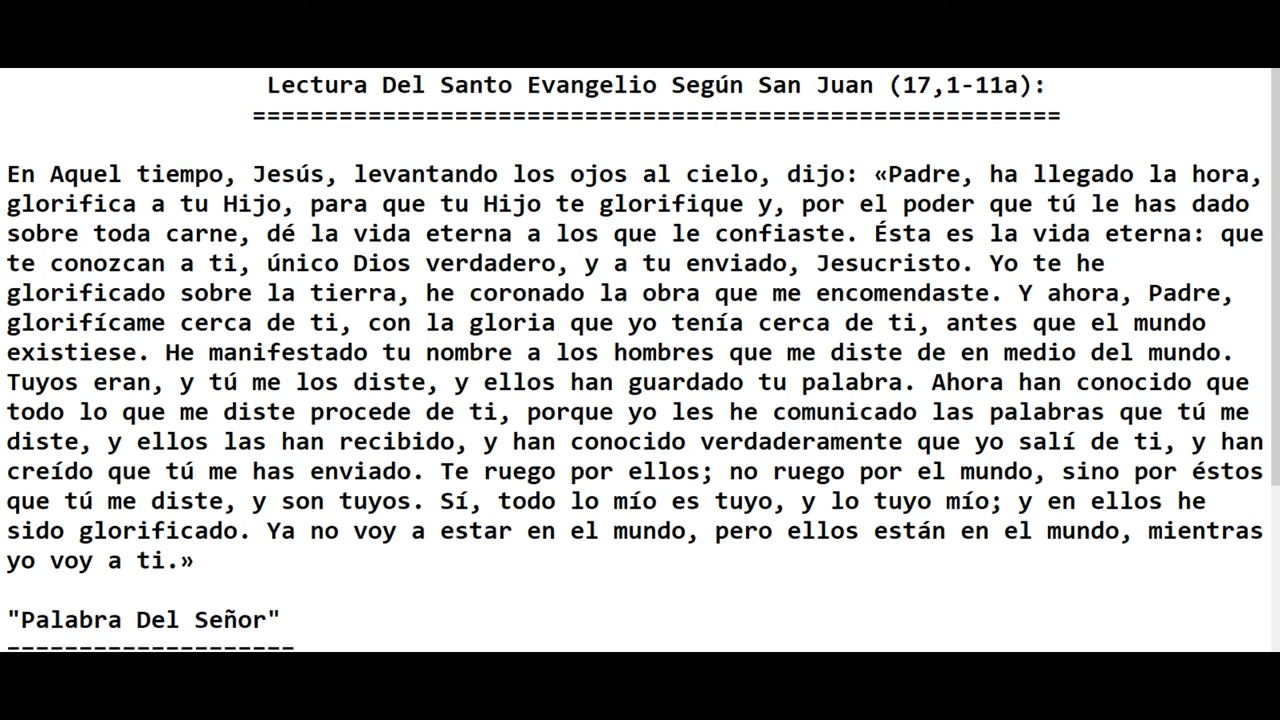 Lectura Del Santo Evangelio Según San Juan (17,1-11a):
========================================================
En Aquel tiempo, Jesús, levantando los ojos al cielo, dijo: «Padre, ha llegado la hora,
glorifica a tu Hijo, para que tu Hijo te glorifique y, por el poder que tú le has dado
sobre toda carne, dé la vida eterna a los que le confiaste. Ésta es la vida eterna: que
te conozcan a ti, único Dios verdadero, y a tu enviado, Jesucristo. Yo te he
glorificado sobre la tierra, he coronado la obra que me encomendaste. Y ahora, Padre,
glorifícame cerca de ti, con la gloria que yo tenía cerca de ti, antes que el mundo
existiese. He manifestado tu nombre a los hombres que me diste de en medio del mundo.
Tuyos eran, y tú me los diste, y ellos han guardado tu palabra. Ahora han conocido que
todo lo que me diste procede de ti, porque yo les he comunicado las palabras que tú me
diste, y ellos las han recibido, y han conocido verdaderamente que yo salí de ti, y han
creído que tú me has enviado. Te ruego por ellos; no ruego por el mundo, sino por éstos
que tú me diste, y son tuyos. Sí, todo lo mío es tuyo, y lo tuyo mío; y en ellos he
sido glorificado. Ya no voy a estar en el mundo, pero ellos están en el mundo, mientras
yo voy a ti.»
"Palabra Del Señor"
--------------------